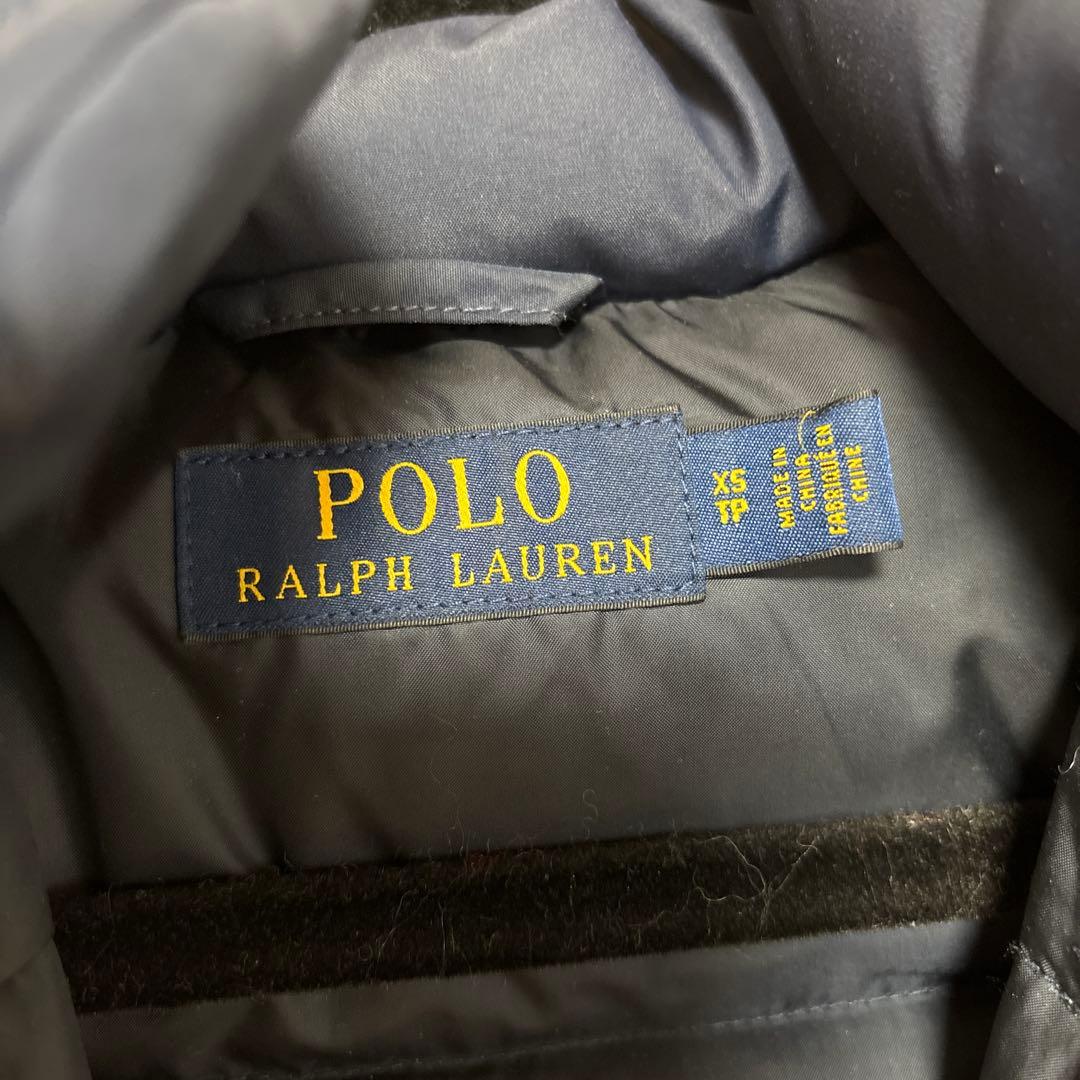 POLO
RALPH LAUREN
XS
TP
MADE IN
CHINA
FABRIQUÉ EN
CHINE